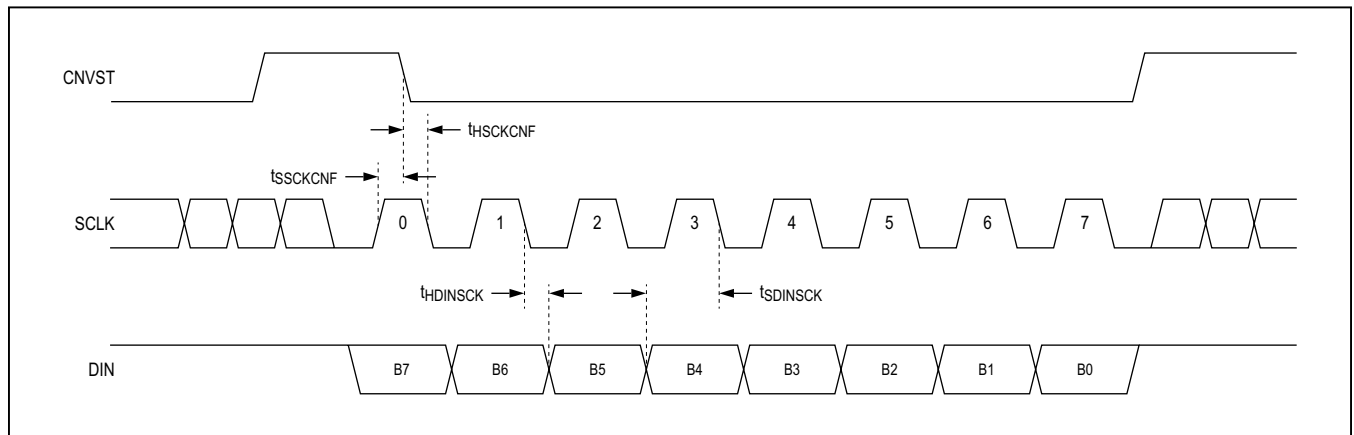 CNVST
tHSCKCNF
tSSCKCNF
SCLK 0 1 2 3 4 5 6 7
tHDINSCK tSDINSCK
DIN B7 B6 B5 B4 B3 B2 B1 B0